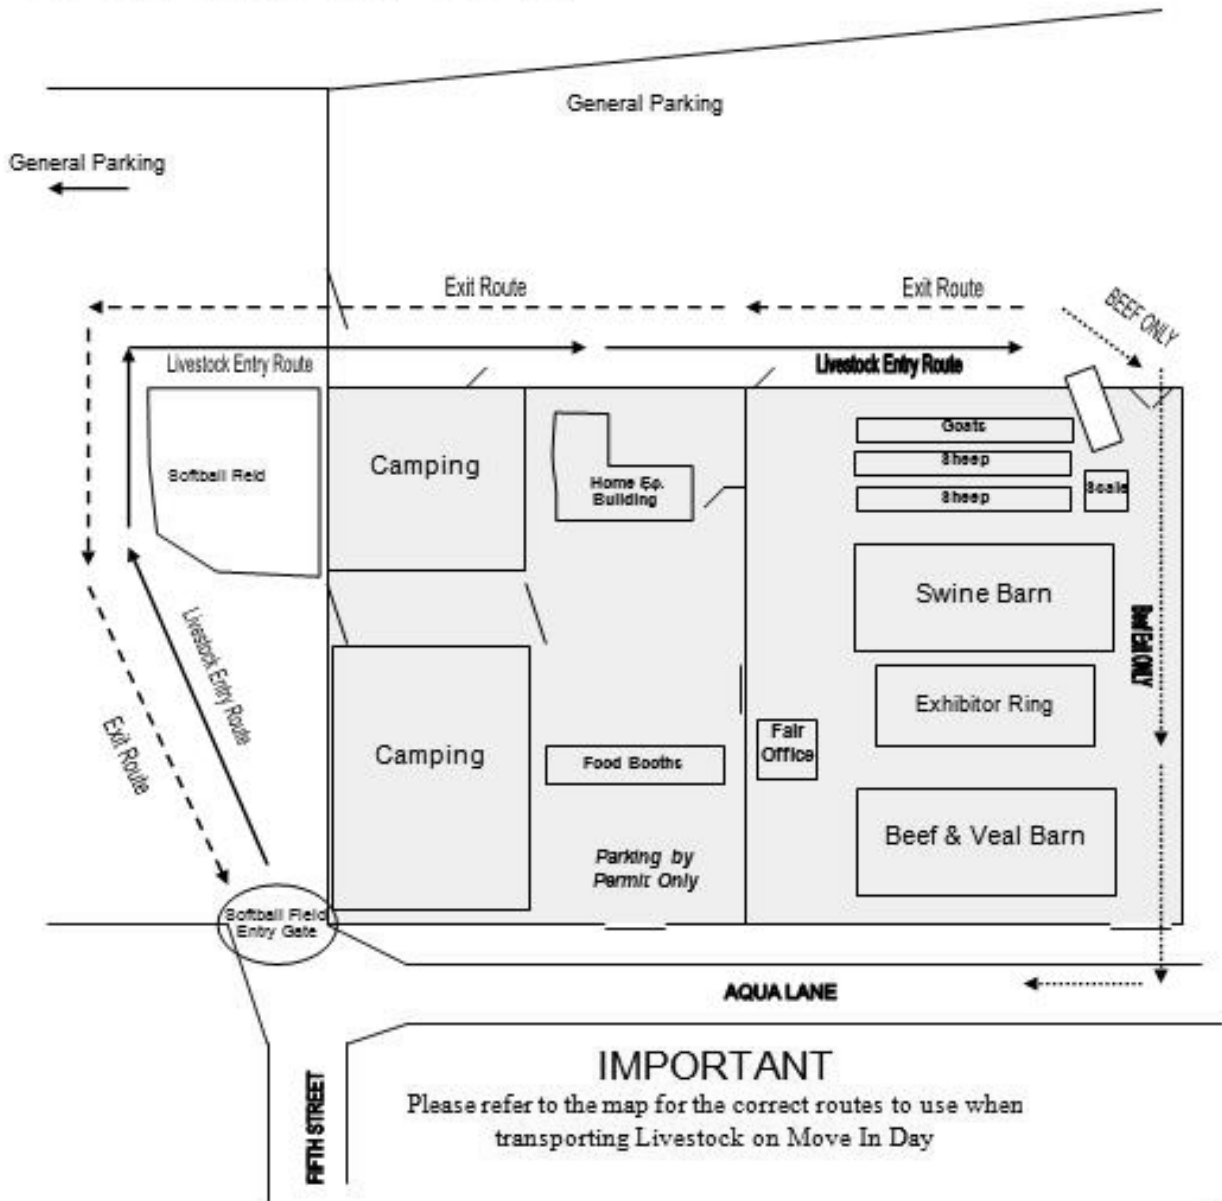 General Parking
General Parking
Exit Route
Exit Route
BEEF ONLY
Livestock Entry Route
Livestock Entry Route
Softball Field
Camping
Home Ec.
Building
Goats
Sheep
Sheep
Scale
Swine Barn
Beef Exit ONLY
Livestock Entry Route
Exit Route
Exhibitor Ring
Camping
Food Booths
Fair
Office
Parking by
Permit Only
Beef & Veal Barn
Softball Field
Entry Gate
AQUA LANE
FIFTH STREET
IMPORTANT
Please refer to the map for the correct routes to use when
transporting Livestock on Move In Day